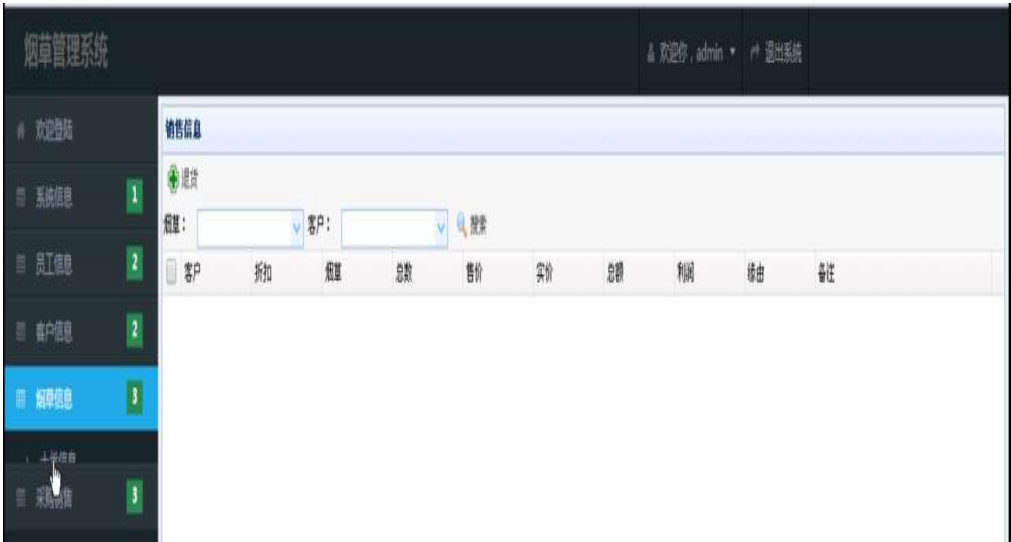 烟草管理系统
欢迎你 , admin
退出系统
欢迎登陆
系统信息 1
员工信息 2
客户信息 2
烟草信息 3
采购销售 3
销售信息
退货
烟草： 客户： 搜索
客户 折扣 烟草 总数 售价 实价 总额 利润 缘由 备注